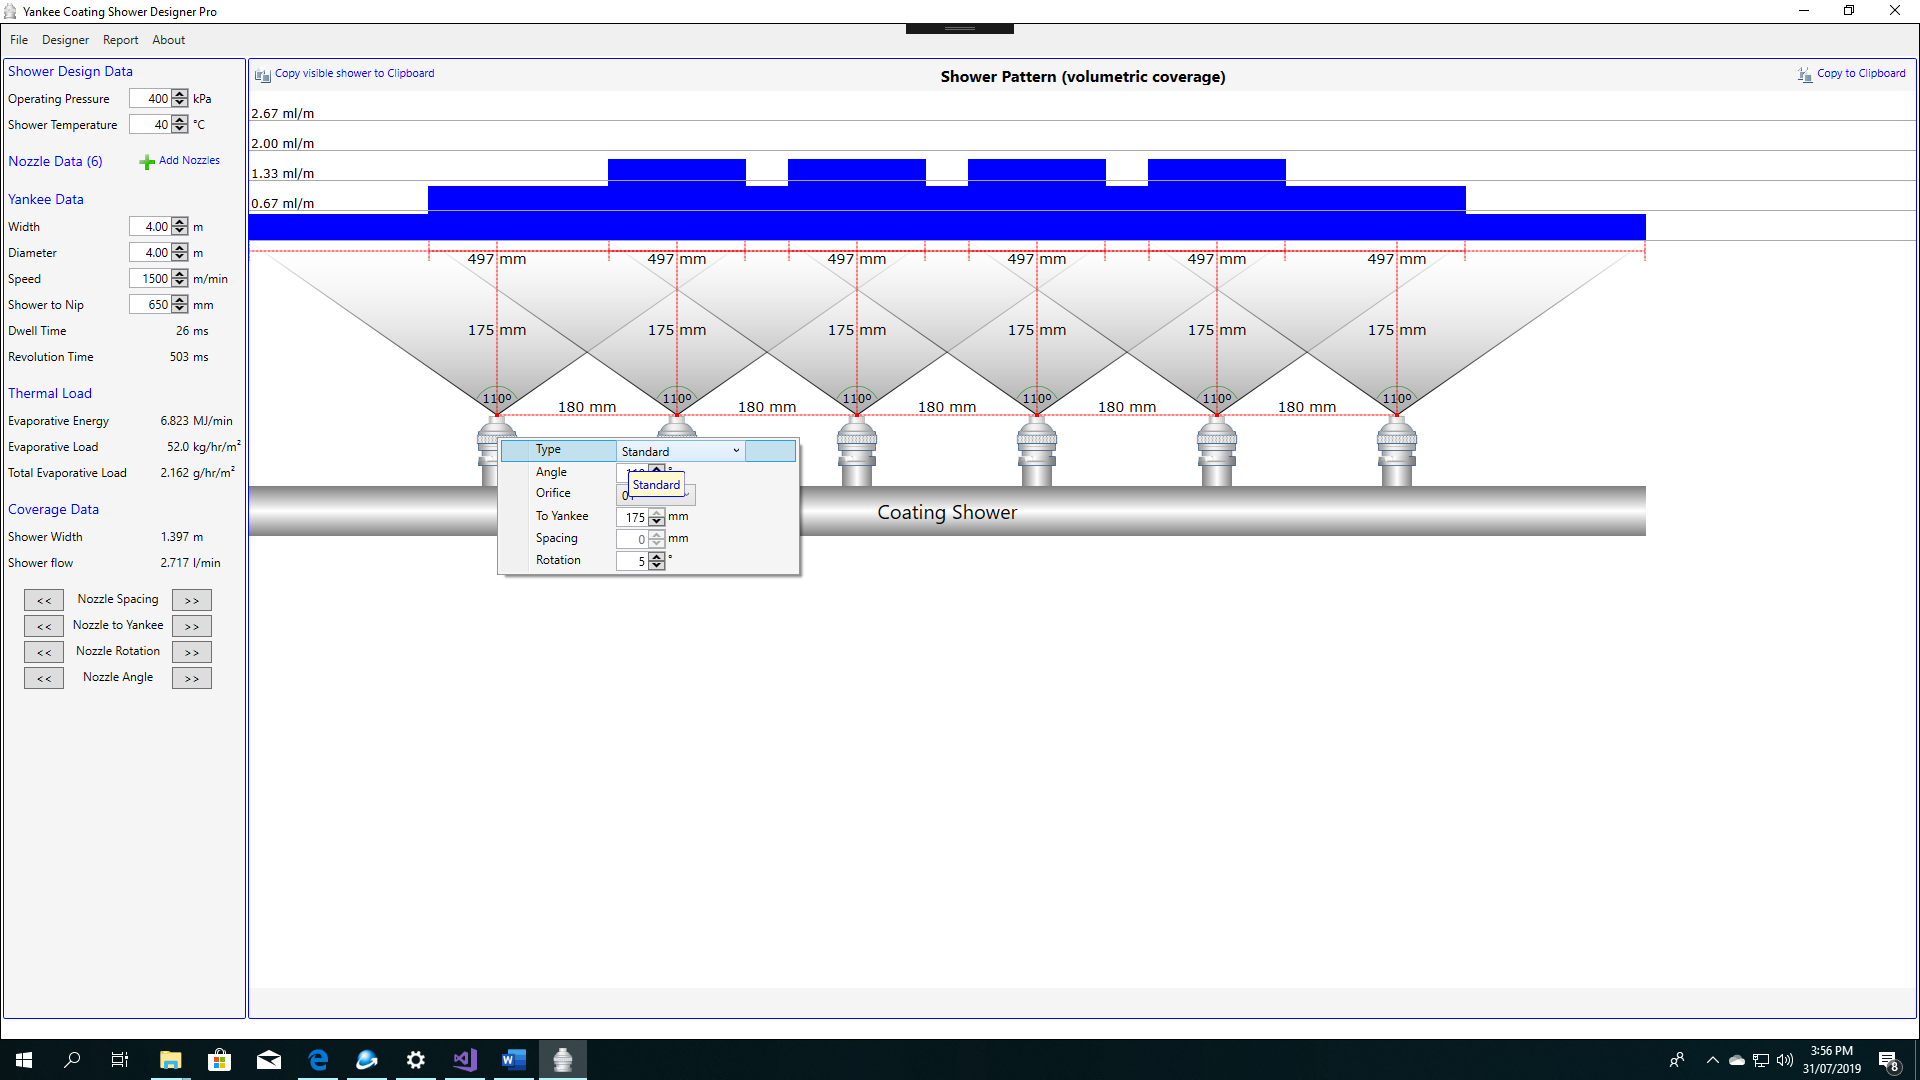 Yankee Coating Shower Designer Pro
File Designer Report About
Shower Design Data
Operating Pressure 400 kPa
Shower Temperature 40 °C
Nozzle Data (6) Add Nozzles
Yankee Data
Width 4.00 m
Diameter 4.00 m
Speed 1500 m/min
Shower to Nip 650 mm
Dwell Time 26 ms
Revolution Time 503 ms
Thermal Load
Evaporative Energy 6.823 MJ/min
Evaporative Load 52.0 kg/hr/m²
Total Evaporative Load 2.162 g/hr/m²
Coverage Data
Shower Width 1.397 m
Shower flow 2.717 l/min
<< Nozzle Spacing >>
<< Nozzle to Yankee >>
<< Nozzle Rotation >>
<< Nozzle Angle >>
Copy visible shower to Clipboard
Shower Pattern (volumetric coverage)
Copy to Clipboard
2.67 ml/m
2.00 ml/m
1.33 ml/m
0.67 ml/m
497 mm 497 mm 497 mm 497 mm 497 mm 497 mm
175 mm 175 mm 175 mm 175 mm 175 mm 175 mm
110º 110º 110º 110º 110º 110º
180 mm 180 mm 180 mm 180 mm 180 mm
Type Standard
Angle °
Standard
Orifice
To Yankee 175 mm
Spacing 0 mm
Rotation 5 °
Coating Shower
3:56 PM
31/07/2019
8